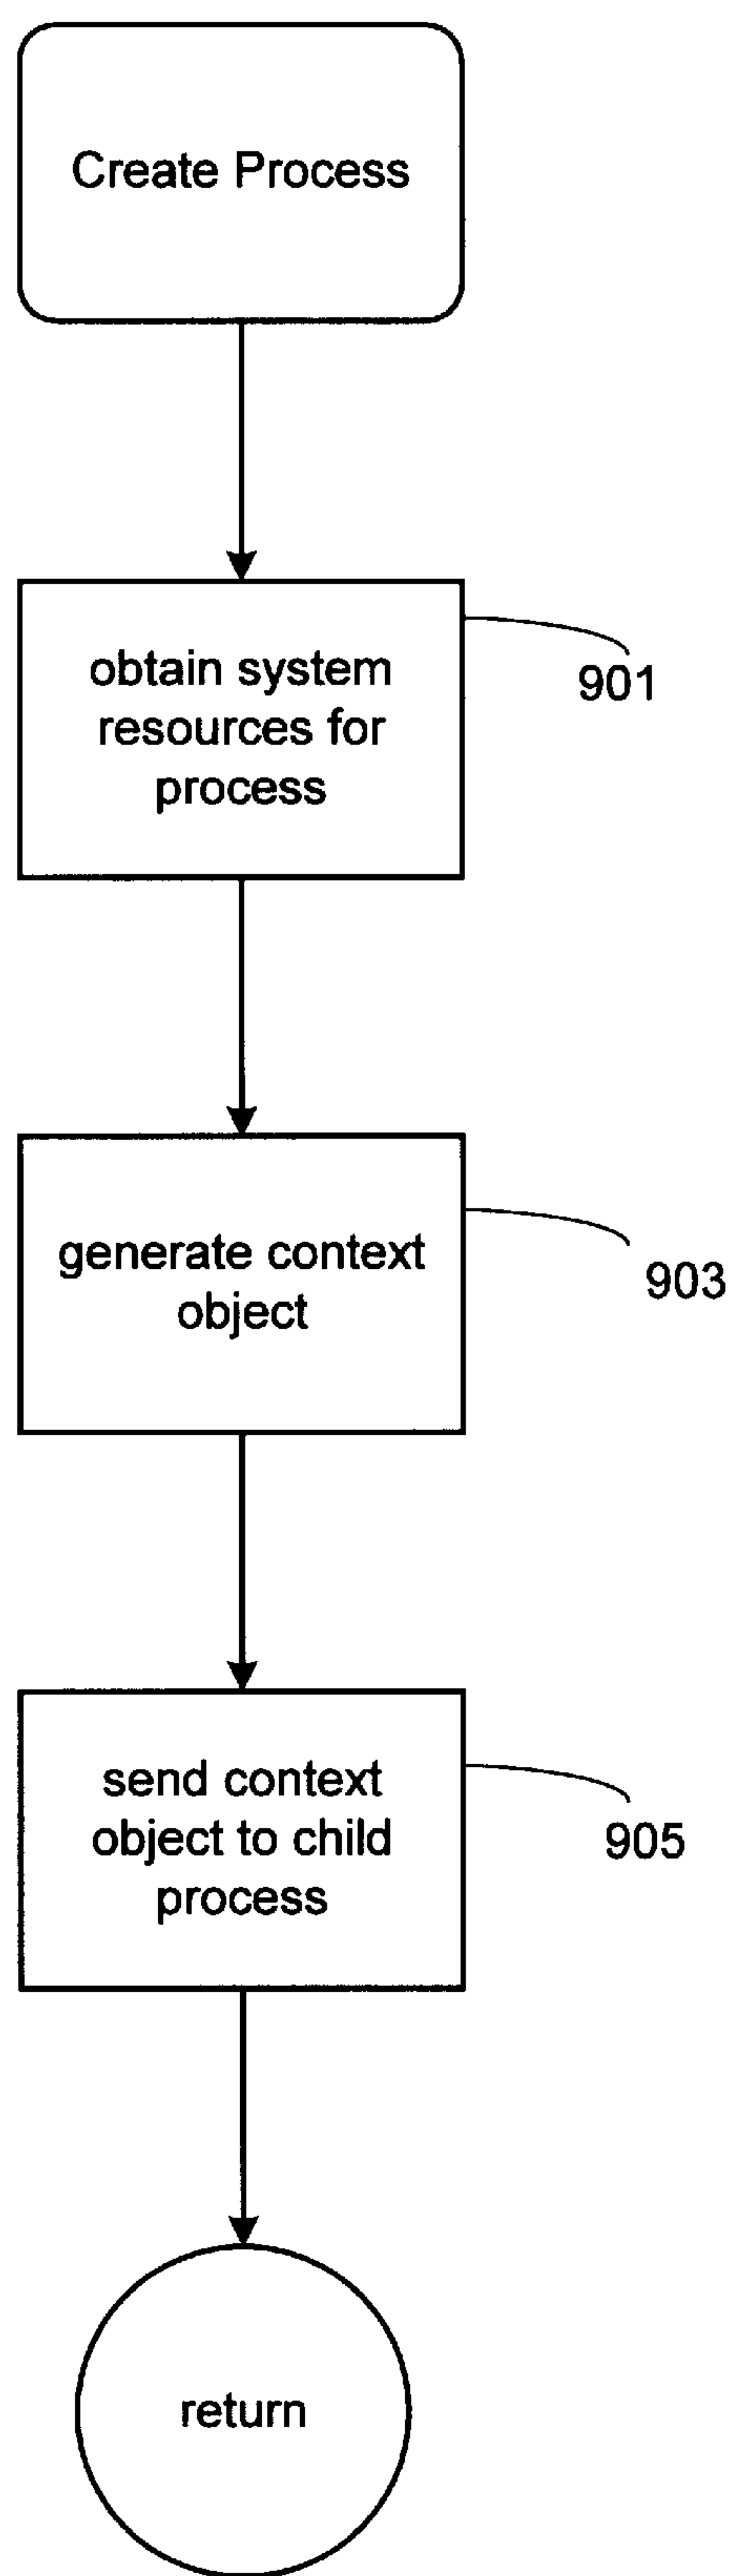 Create Process
obtain system
resources for
process
901
generate context
object
903
send context
object to child
process
905
return